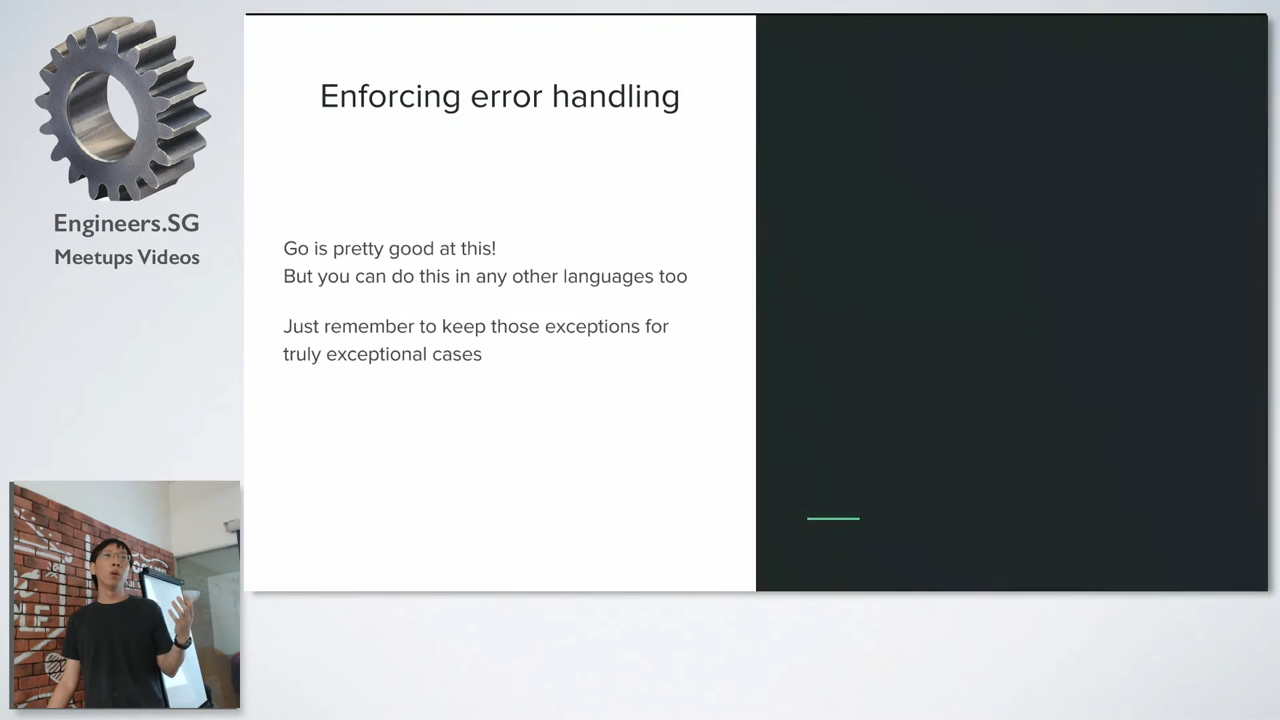 Engineers.SG
Meetups Videos
Enforcing error handling
Go is pretty good at this!
But you can do this in any other languages too
Just remember to keep those exceptions for
truly exceptional cases